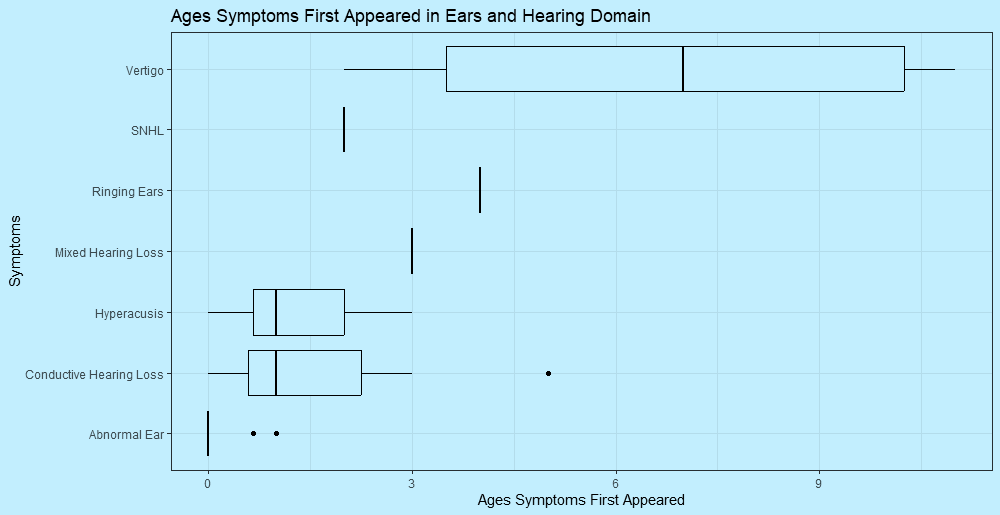 Ages Symptoms First Appeared in Ears and Hearing Domain
Symptoms
Vertigo
SNHL
Ringing Ears
Mixed Hearing Loss
Hyperacusis
Conductive Hearing Loss
Abnormal Ear
0 3 6 9
Ages Symptoms First Appeared